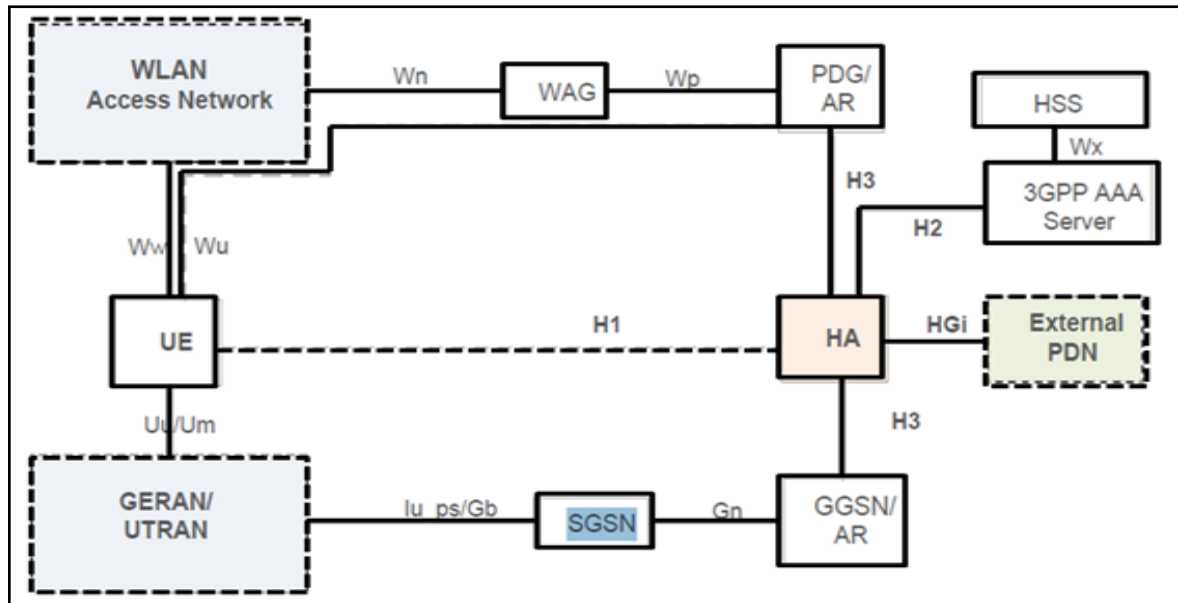 WLAN
Access Network
Wn
WAG
Wp
PDG/
AR
HSS
Wx
3GPP AAA
Server
H3
H2
Ww
Wu
UE
H1
HA
HGi
External
PDN
Uu/Um
H3
GERAN/
UTRAN
Iu_ps/Gb
SGSN
Gn
GGSN/
AR